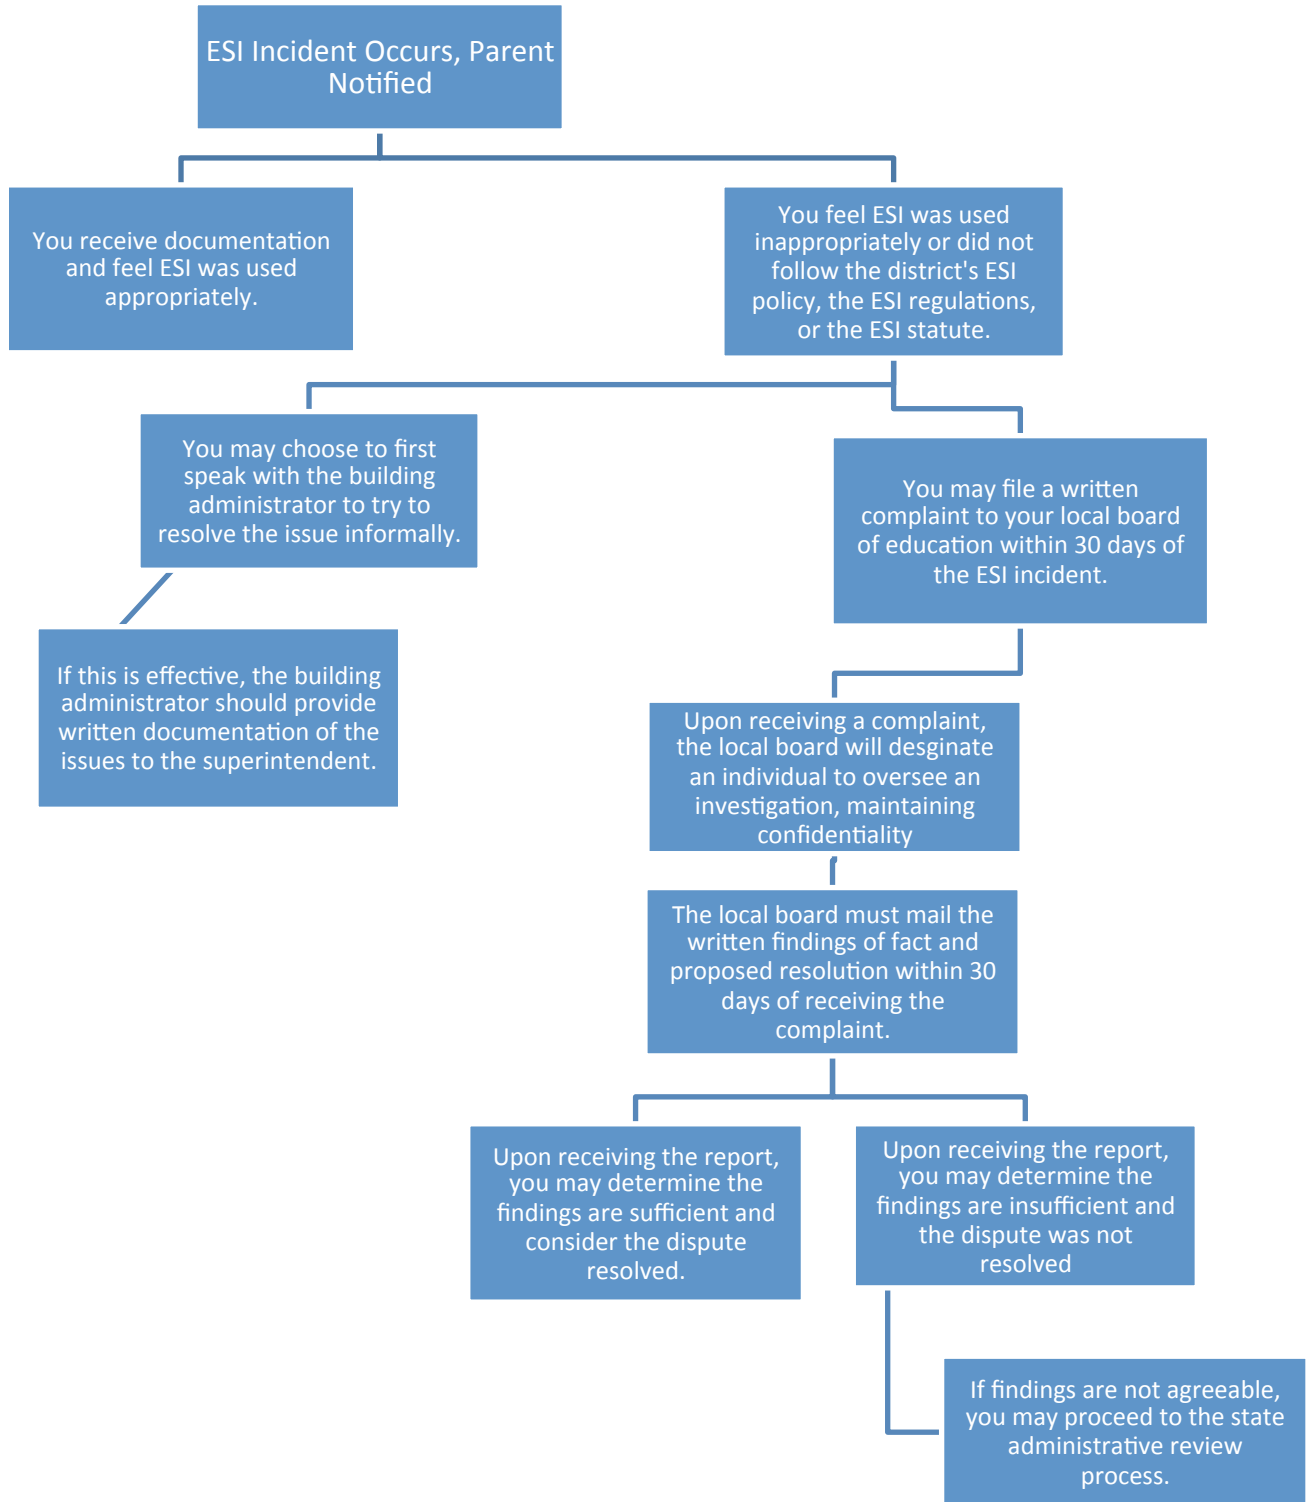 ESI Incident Occurs, Parent
Notified
You receive documentation
and feel ESI was used
appropriately.
You feel ESI was used
inappropriately or did not
follow the district's ESI
policy, the ESI regulations,
or the ESI statute.
You may choose to first
speak with the building
administrator to try to
resolve the issue informally.
You may file a written
complaint to your local board
of education within 30 days of
the ESI incident.
If this is effective, the building
administrator should provide
written documentation of the
issues to the superintendent.
Upon receiving a complaint,
the local board will desginate
an individual to oversee an
investigation, maintaining
confidentiality
The local board must mail the
written findings of fact and
proposed resolution within 30
days of receiving the
complaint.
Upon receiving the report,
you may determine the
findings are sufficient and
consider the dispute
resolved.
Upon receiving the report,
you may determine the
findings are insufficient and
the dispute was not
resolved
If findings are not agreeable,
you may proceed to the state
administrative review
process.